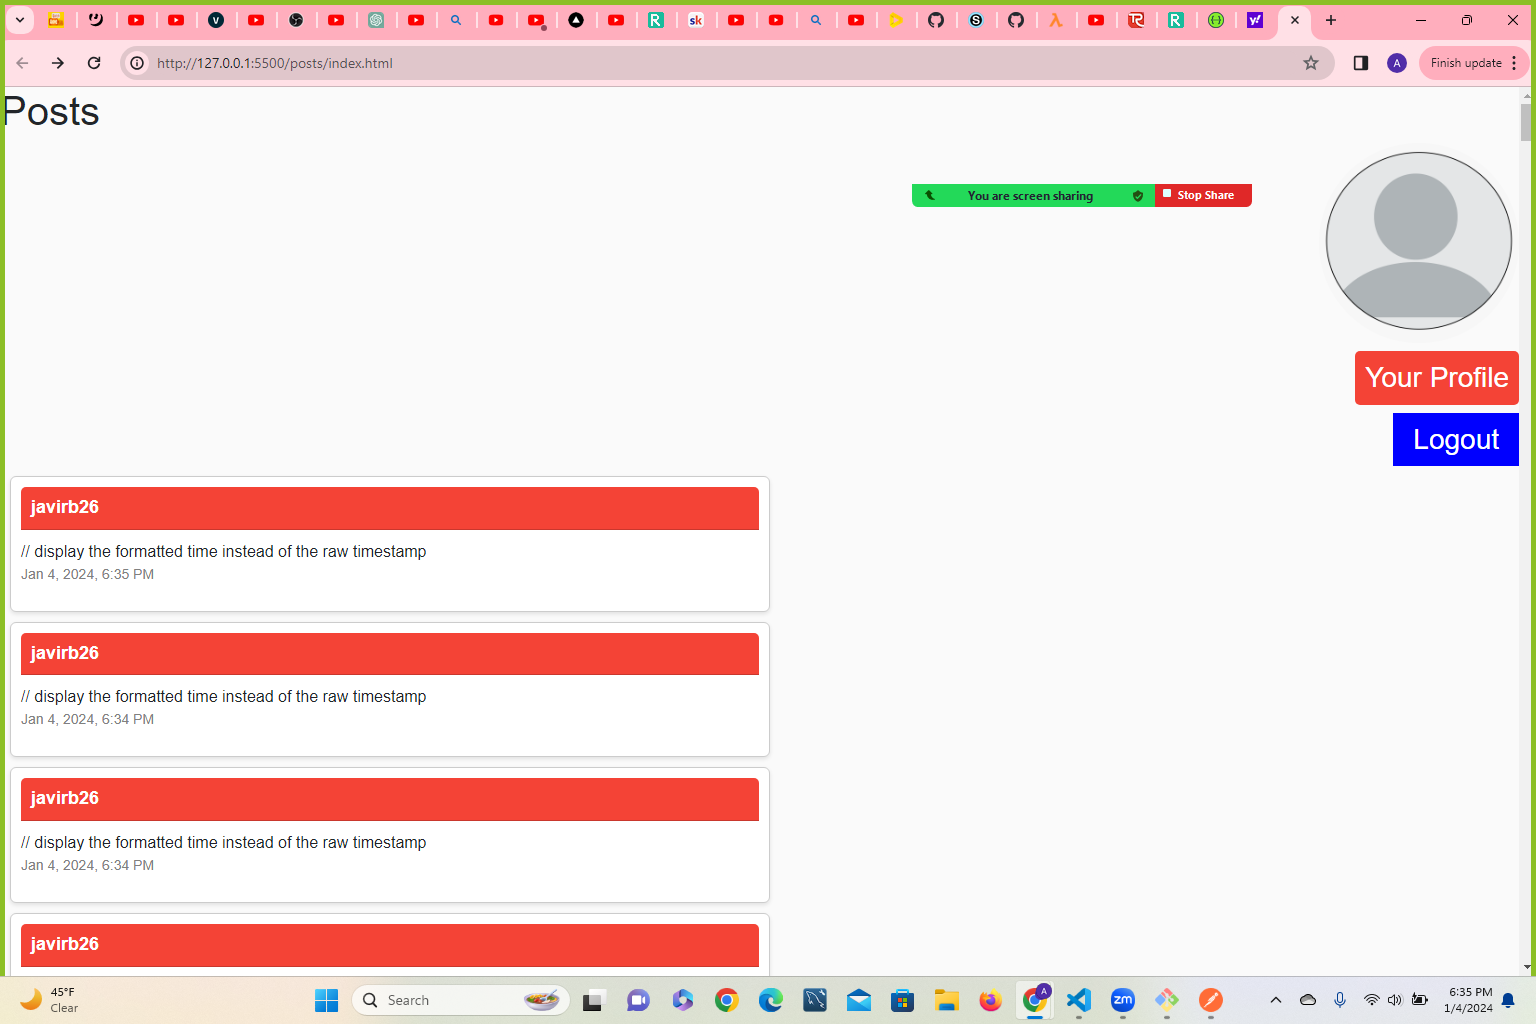 http://127.0.0.1:5500/posts/index.html
A
Finish update
Posts
You are screen sharing
Stop Share
Your Profile
Logout
javirb26
// display the formatted time instead of the raw timestamp
Jan 4, 2024, 6:35 PM
javirb26
// display the formatted time instead of the raw timestamp
Jan 4, 2024, 6:34 PM
javirb26
// display the formatted time instead of the raw timestamp
Jan 4, 2024, 6:34 PM
javirb26
45°F
Clear
Search
A
zm
6:35 PM
1/4/2024